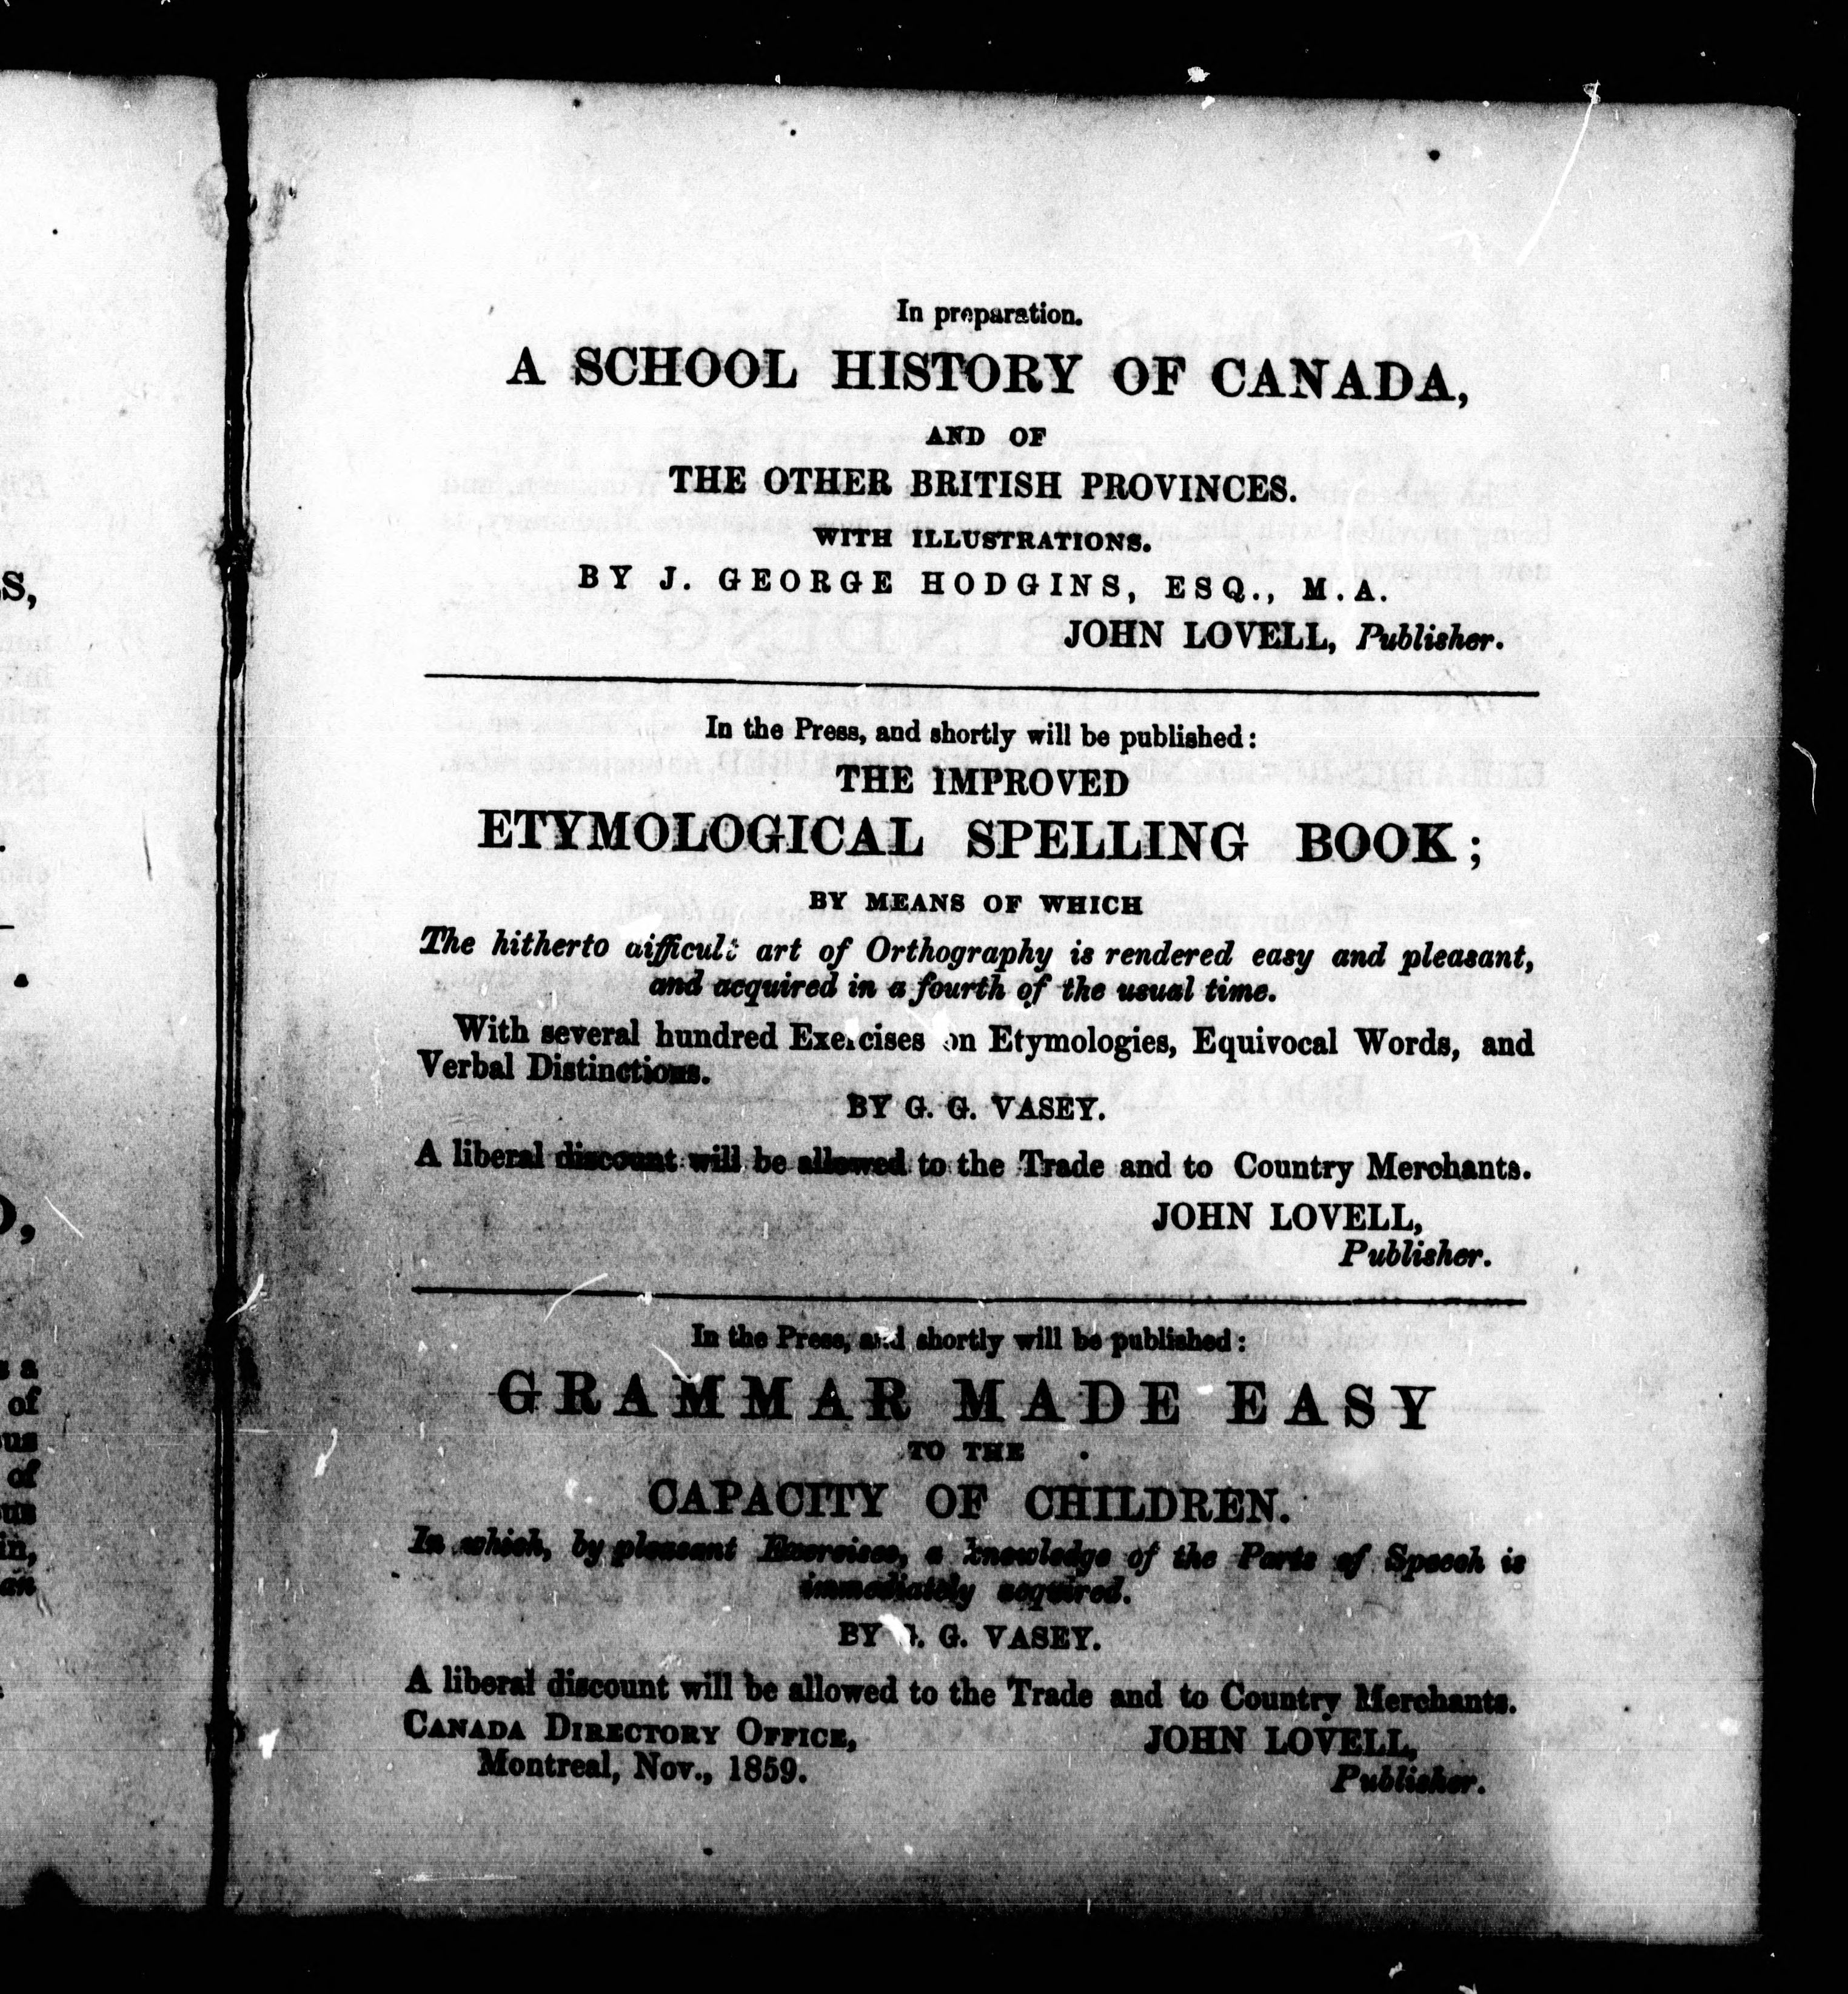 In preparation.
A SCHOOL HISTORY OF CANADA,
AND OF
THE OTHER BRITISH PROVINCES.
WITH ILLUSTRATIONS.
BY J. GEORGE HODGINS, ESQ., M.A.
JOHN LOVELL, Publisher.
In the Press, and shortly will be published:
THE IMPROVED
ETYMOLOGICAL SPELLING BOOK;
BY MEANS OF WHICH
The hitherto difficult art of Orthography is rendered easy and pleasant,
and acquired in a fourth of the usual time.
With several hundred Exercises on Etymologies, Equivocal Words, and
Verbal Distinctions.
BY G. G. VASEY.
A liberal discount will be allowed to the Trade and to Country Merchants.
JOHN LOVELL,
Publisher.
In the Press, and shortly will be published:
GRAMMAR MADE EASY
TO THE
CAPACITY OF CHILDREN.
In which, by pleasant Exercises, a knowledge of the Parts of Speech is
immediately acquired.
BY G. G. VASEY.
A liberal discount will be allowed to the Trade and to Country Merchants.
CANADA DIRECTORY OFFICE,
Montreal, Nov., 1859.
JOHN LOVELL,
Publisher.